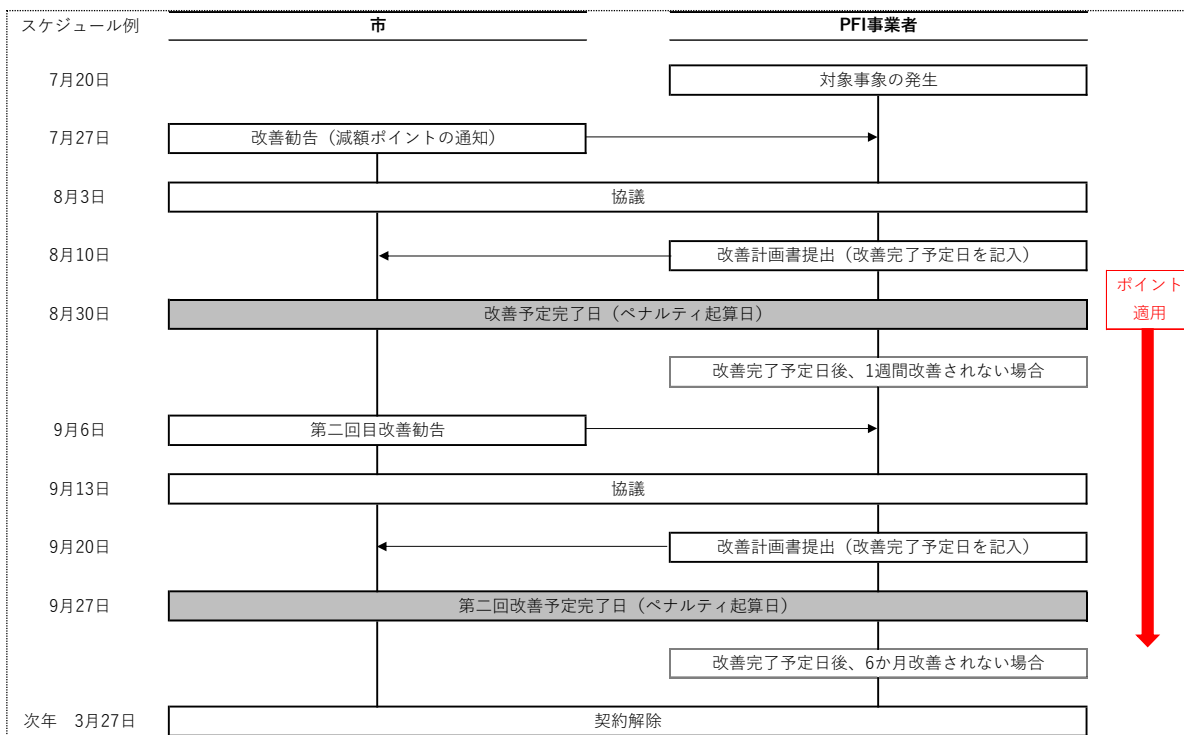 スケジュール例 市 PFI事業者
7月20日 対象事象の発生
7月27日 改善勧告（減額ポイントの通知）
8月3日 協議
8月10日 改善計画書提出（改善完了予定日を記入）
ポイント
適用
8月30日 改善予定完了日（ペナルティ起算日）
改善完了予定日後、1週間改善されない場合
9月6日 第二回目改善勧告
9月13日 協議
9月20日 改善計画書提出（改善完了予定日を記入）
9月27日 第二回改善予定完了日（ペナルティ起算日）
改善完了予定日後、6か月改善されない場合
次年　3月27日 契約解除